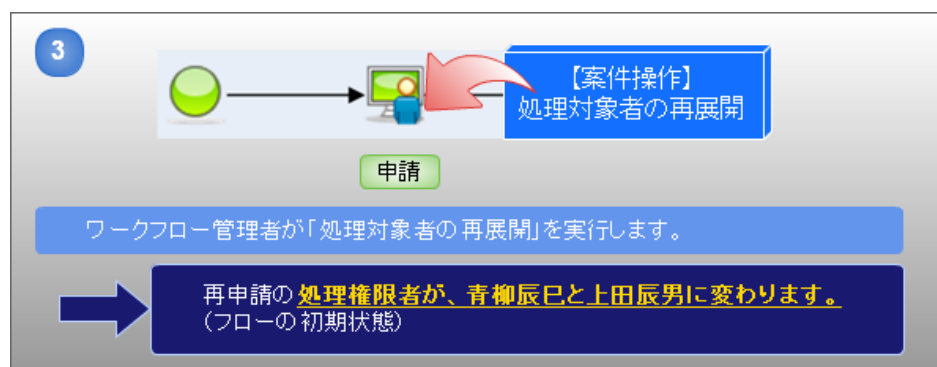 3
【案件操作】
処理対象者の再展開
申請
ワークフロー管理者が「処理対象者の再展開」を実行します。
再申請の処理権限者が、青柳辰巳と上田辰男に変わります。
(フローの初期状態)